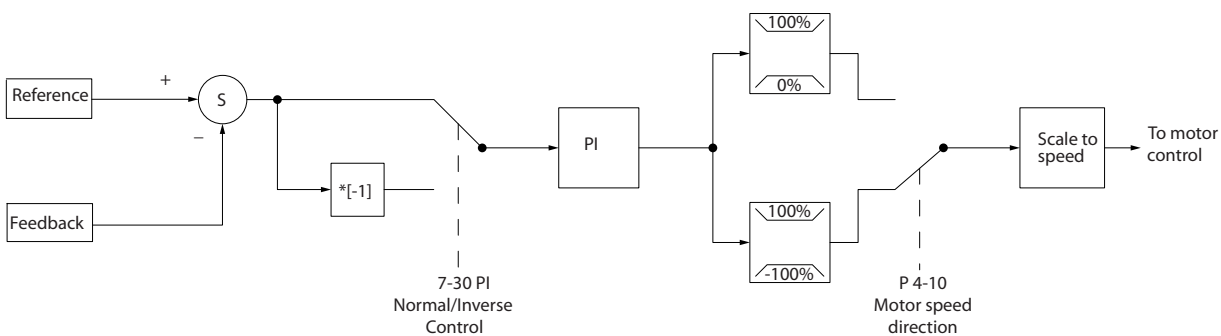 100%
0%
Reference
+
S
–
*[-1]
Feedback
7-30 PI
Normal/Inverse
Control
PI
100%
-100%
P 4-10
Motor speed
direction
Scale to
speed
To motor
control